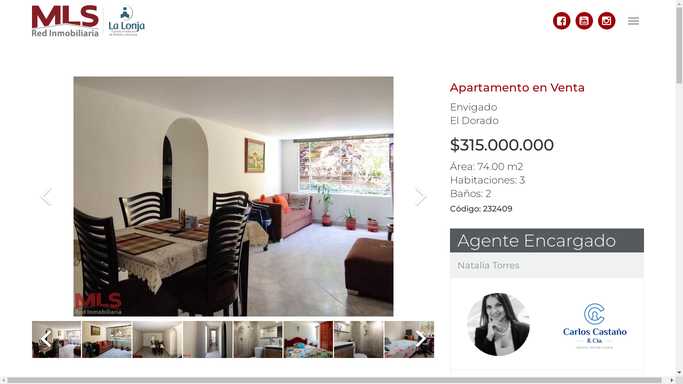 MLS
Red Inmobiliaria
La Lonja
Apartamento en Venta
Envigado
El Dorado
$315.000.000
Área: 74.00 m2
Habitaciones: 3
Baños: 2
Código: 232409
MLS
Red Inmobiliaria
Agente Encargado
Natalia Torres
Carlos Castaño
& Cía.